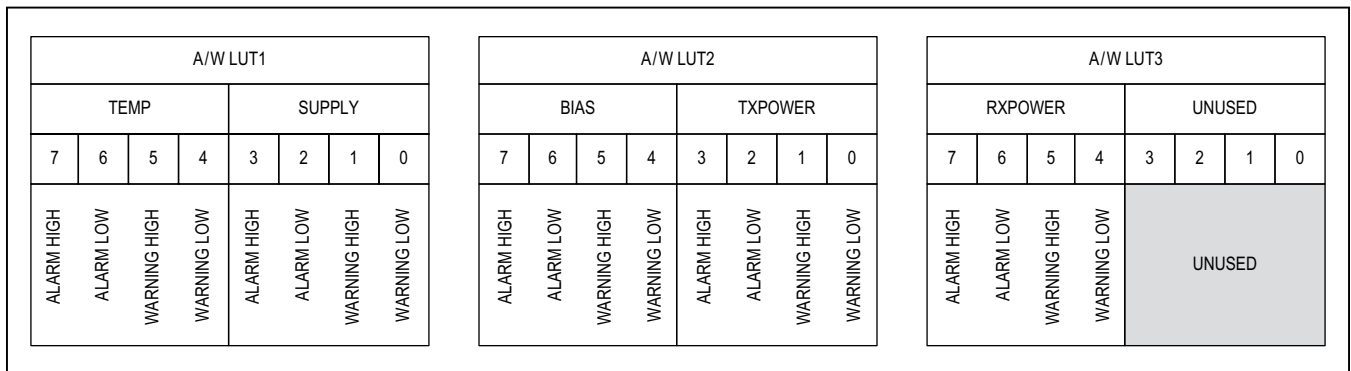 A/W LUT1
TEMP SUPPLY
7 6 5 4 3 2 1 0
ALARM HIGH
ALARM LOW
WARNING HIGH
WARNING LOW
ALARM HIGH
ALARM LOW
WARNING HIGH
WARNING LOW
A/W LUT2
BIAS TXPOWER
7 6 5 4 3 2 1 0
ALARM HIGH
ALARM LOW
WARNING HIGH
WARNING LOW
ALARM HIGH
ALARM LOW
WARNING HIGH
WARNING LOW
A/W LUT3
RXPOWER UNUSED
7 6 5 4 3 2 1 0
ALARM HIGH
ALARM LOW
WARNING HIGH
WARNING LOW
UNUSED